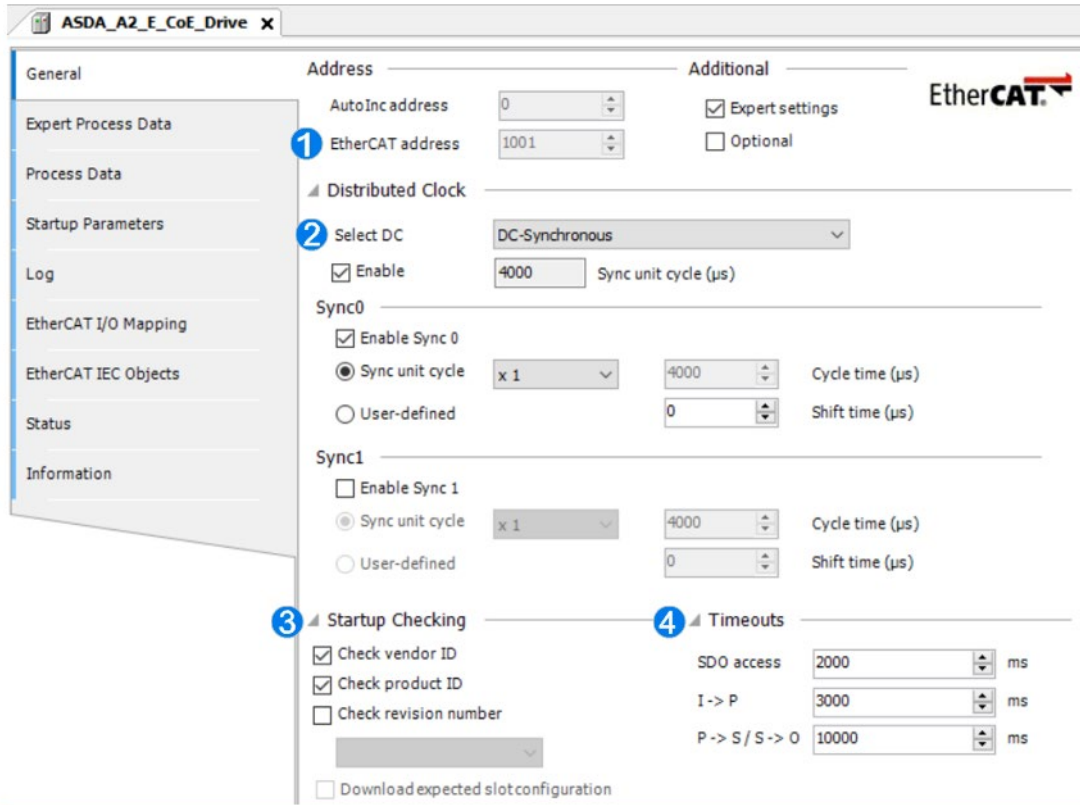 ASDA_A2_E_CoE_Drive X
General
Expert Process Data
Process Data
Startup Parameters
Log
EtherCAT I/O Mapping
EtherCAT IEC Objects
Status
Information
Address
AutoInc address 0
1 EtherCAT address 1001
Additional
Expert settings
Optional
EtherCAT®
Distributed Clock
2 Select DC DC-Synchronous
Enable 4000 Sync unit cycle (µs)
Sync0
Enable Sync 0
Sync unit cycle x 1 4000 Cycle time (µs)
User-defined 0 Shift time (µs)
Sync1
Enable Sync 1
Sync unit cycle x 1 4000 Cycle time (µs)
User-defined 0 Shift time (µs)
3 Startup Checking
Check vendor ID
Check product ID
Check revision number
Download expected slot configuration
4 Timeouts
SDO access 2000 ms
I -> P 3000 ms
P -> S / S -> O 10000 ms